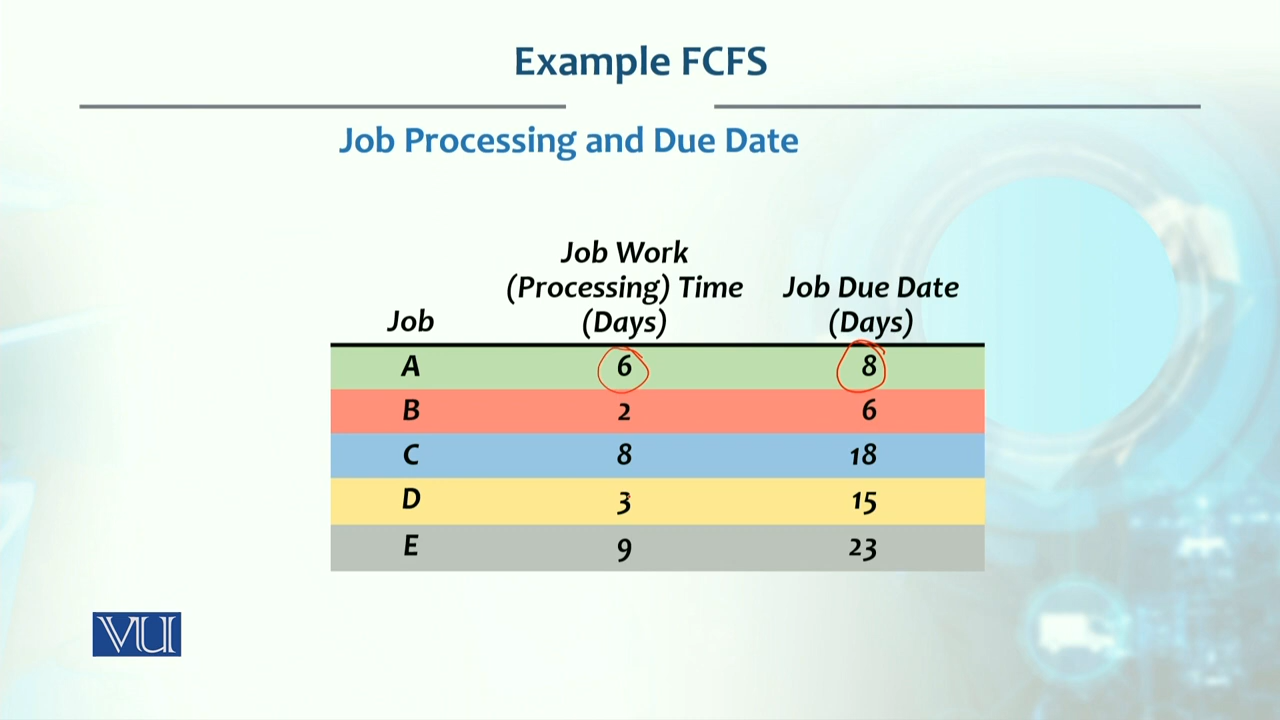 Example FCFS
Job Processing and Due Date
Job Work
(Processing) Time Job Due Date
Job (Days) (Days)
A 6 8
B 2 6
C 8 18
D 3 15
E 9 23
VU